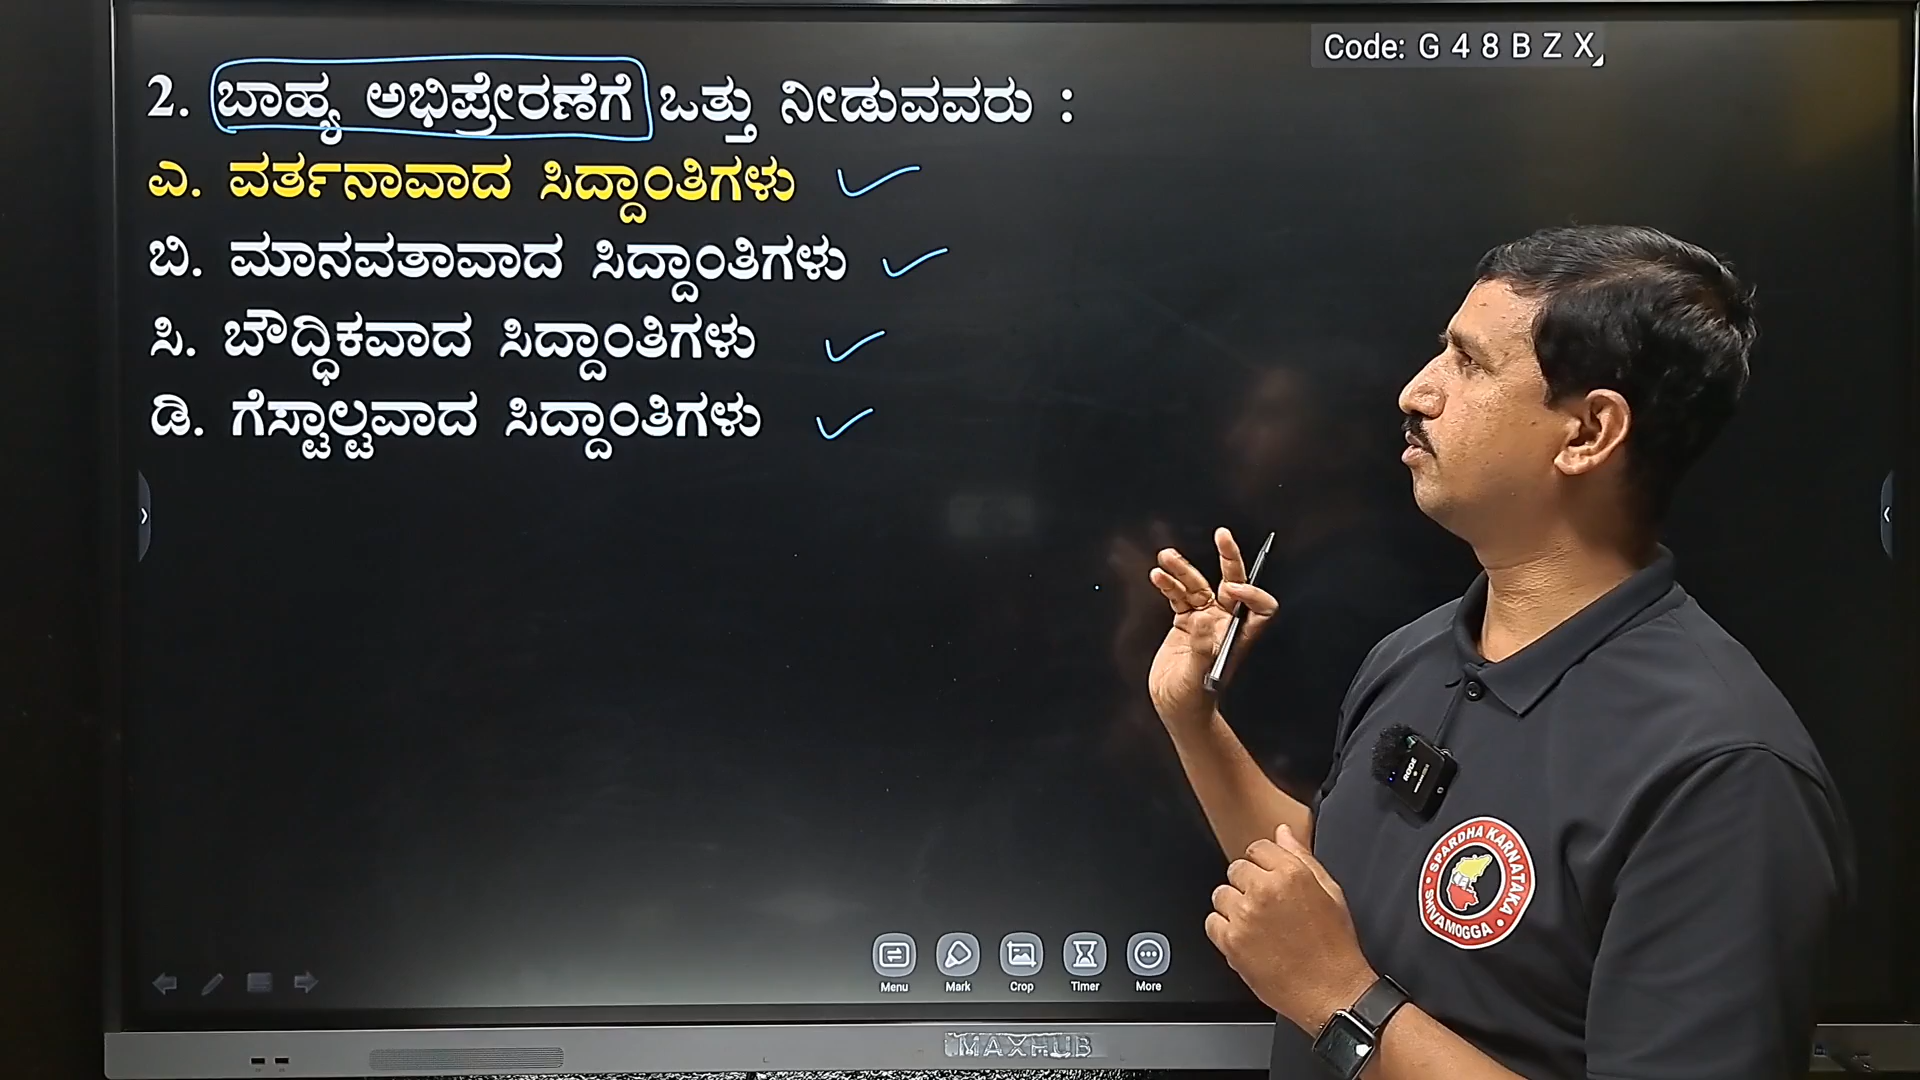 Code: G 4 8 B Z X
2. ಬಾಹ್ಯ ಅಭಿಪ್ರೇರಣೆಗೆ ಒತ್ತು ನೀಡುವವರು :
ಎ. ವರ್ತನಾವಾದ ಸಿದ್ದಾಂತಿಗಳು
ಬಿ. ಮಾನವತಾವಾದ ಸಿದ್ದಾಂತಿಗಳು
ಸಿ. ಬೌದ್ಧಿಕವಾದ ಸಿದ್ದಾಂತಿಗಳು
ಡಿ. ಗೆಸ್ಟಾಲ್ಟವಾದ ಸಿದ್ದಾಂತಿಗಳು
RODE
SPARDHA KARNATAKA
SHIVAMOGGA
Menu Mark Crop Timer More
MAXHUB